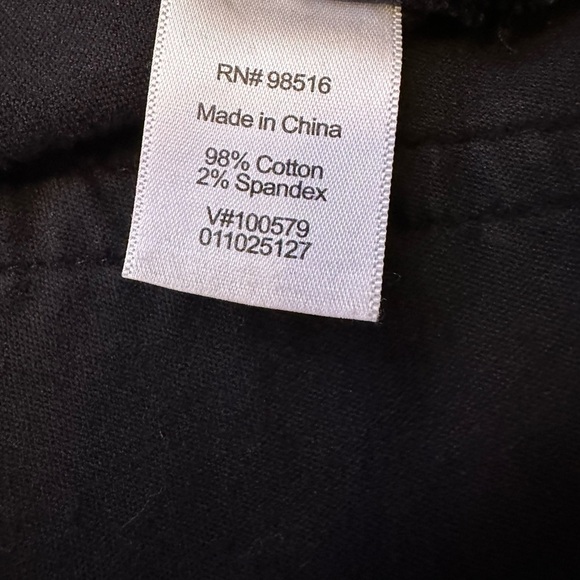 RN# 98516
Made in China
98% Cotton
2% Spandex
V#100579
011025127